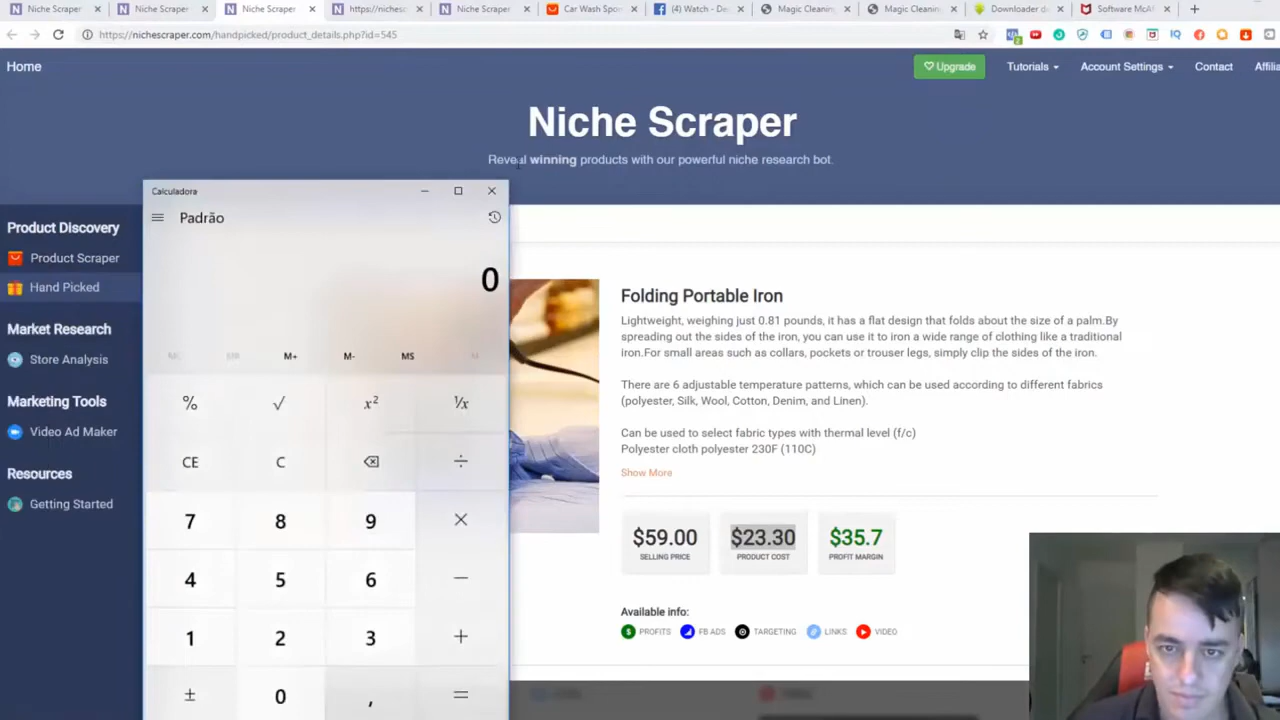 Niche Scraper
Niche Scraper
Niche Scraper
https://nichesc
Niche Scraper
Car Wash Spon
(4) Watch - De
Magic Cleaning
Magic Cleaning
Downloader d
Software McAf
nichescraper.com/handpicked/product_details.php?id=545
Home
Upgrade
Tutorials
Account Settings
Contact
Affilia
Niche Scraper
Reveal winning products with our powerful niche research bot.
Product Discovery
Product Scraper
Hand Picked
Market Research
Store Analysis
Marketing Tools
Video Ad Maker
Resources
Getting Started
Calculadora
Padrão
0
MC MR M+ M- MS M
% √ x² ¹/x
CE C ÷
7 8 9 ×
4 5 6 −
1 2 3 +
± 0 , =
Folding Portable Iron
Lightweight, weighing just 0.81 pounds, it has a flat design that folds about the size of a palm.By
spreading out the sides of the iron, you can use it to iron a wide range of clothing like a traditional
iron.For small areas such as collars, pockets or trouser legs, simply clip the sides of the iron.
There are 6 adjustable temperature patterns, which can be used according to different fabrics
(polyester, Silk, Wool, Cotton, Denim, and Linen).
Can be used to select fabric types with thermal level (f/c)
Polyester cloth polyester 230F (110C)
Show More
$59.00 $23.30 $35.7
SELLING PRICE PRODUCT COST PROFIT MARGIN
Available info:
PROFITS FB ADS TARGETING LINKS VIDEO